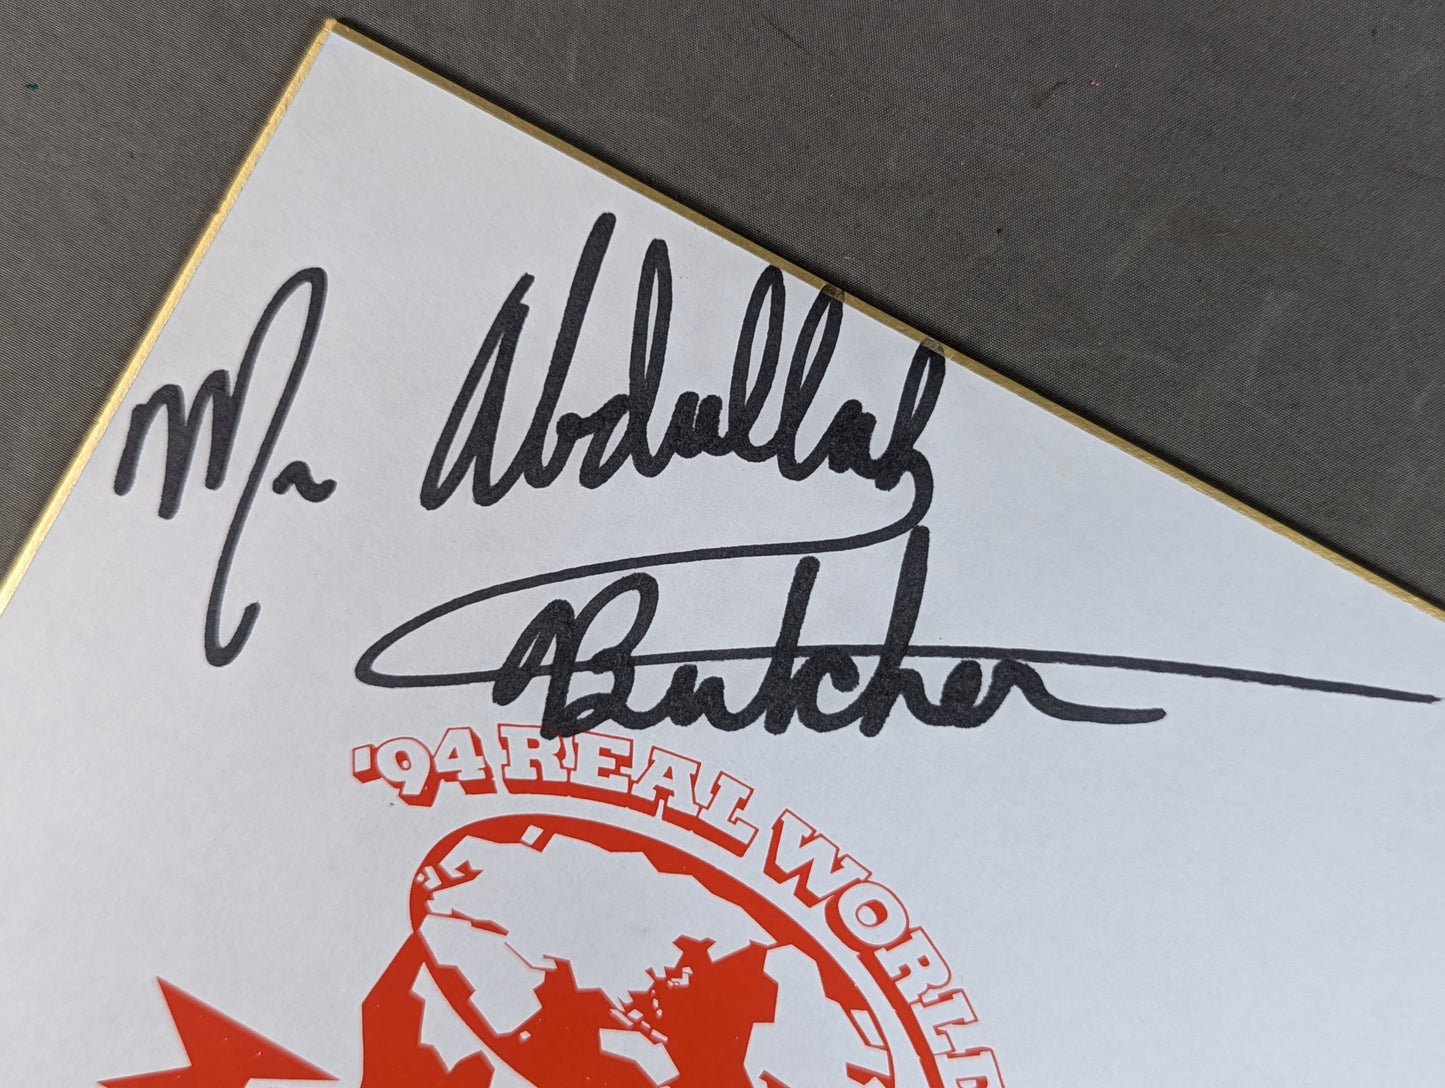 Mr Abdullah
Butcher
'94 REAL WORLD